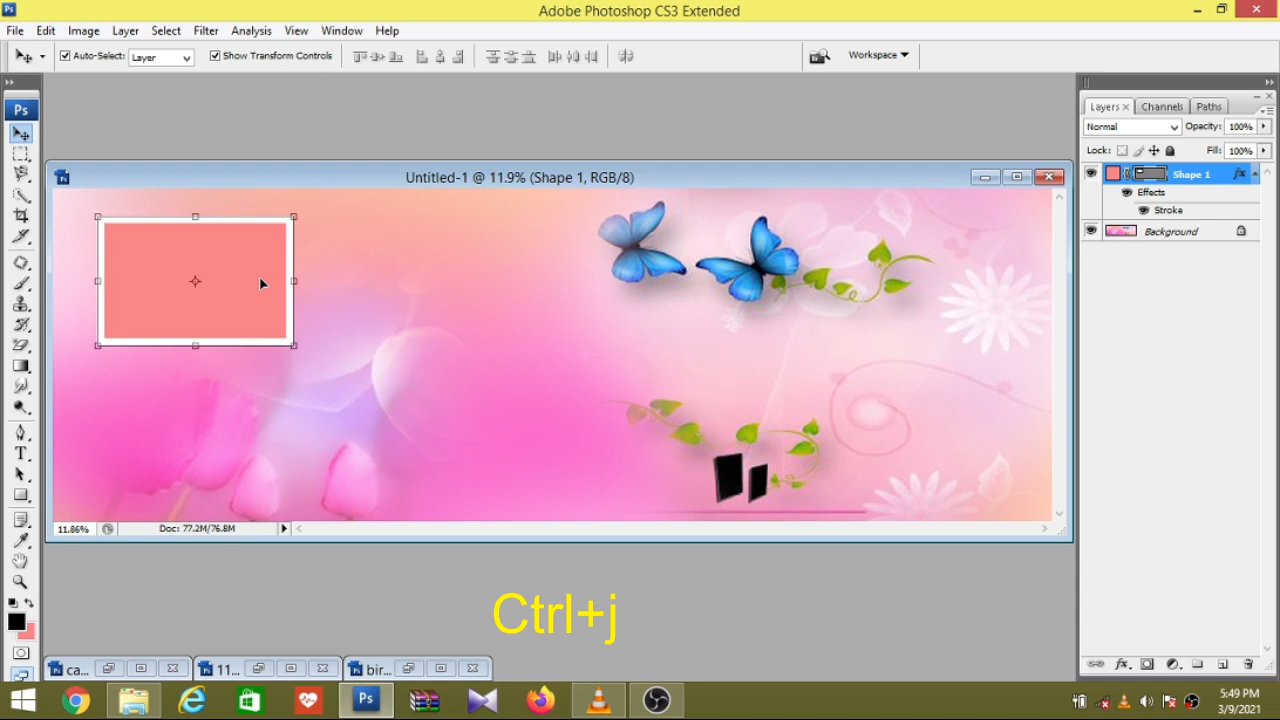 Adobe Photoshop CS3 Extended
File Edit Image Layer Select Filter Analysis View Window Help
Auto-Select: Layer Show Transform Controls Workspace
Ps
Layers Channels Paths
Normal Opacity: 100%
Lock: Fill: 100%
Untitled-1 @ 11.9% (Shape 1, RGB/8)
Shape 1 fx
Effects
Stroke
Background
11.86% Doc: 77.2M/76.8M
Ctrl+j
ca... 11... bir...
Ps
5:49 PM
3/9/2021